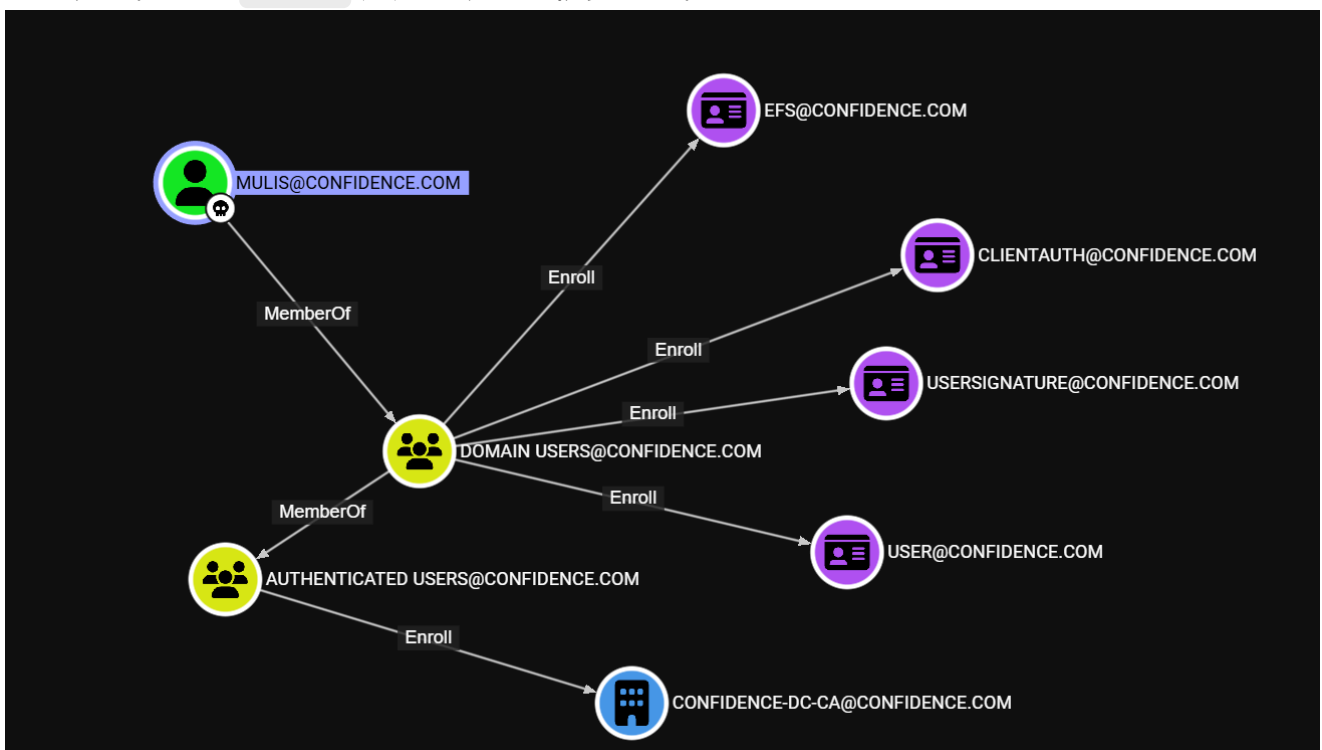 EFS@CONFIDENCE.COM
MULIS@CONFIDENCE.COM
CLIENTAUTH@CONFIDENCE.COM
Enroll
MemberOf
Enroll
USERSIGNATURE@CONFIDENCE.COM
Enroll
DOMAIN USERS@CONFIDENCE.COM
Enroll
MemberOf
USER@CONFIDENCE.COM
AUTHENTICATED USERS@CONFIDENCE.COM
Enroll
CONFIDENCE-DC-CA@CONFIDENCE.COM